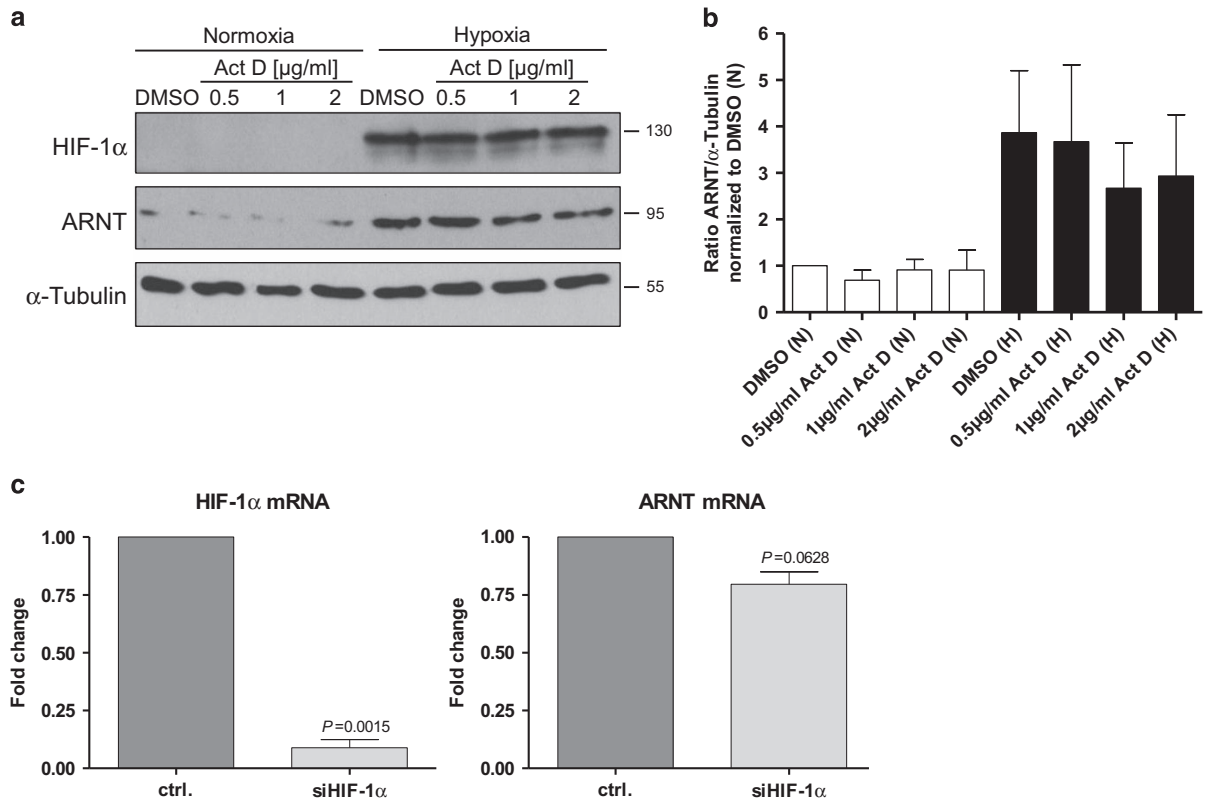 a
Normoxia Hypoxia
Act D [µg/ml] Act D [µg/ml]
DMSO 0.5 1 2 DMSO 0.5 1 2
HIF-1α 130
ARNT 95
α-Tubulin 55
b
Ratio ARNT/α-Tubulin
normalized to DMSO (N)
6
5
4
3
2
1
0
DMSO (N)
0.5µg/ml Act D (N)
1µg/ml Act D (N)
2µg/ml Act D (N)
DMSO (H)
0.5µg/ml Act D (H)
1µg/ml Act D (H)
2µg/ml Act D (H)
c
HIF-1α mRNA
Fold change
1.00
0.75
0.50
0.25
0.00
P=0.0015
ctrl. siHIF-1α
ARNT mRNA
Fold change
1.00
0.75
0.50
0.25
0.00
P=0.0628
ctrl. siHIF-1α